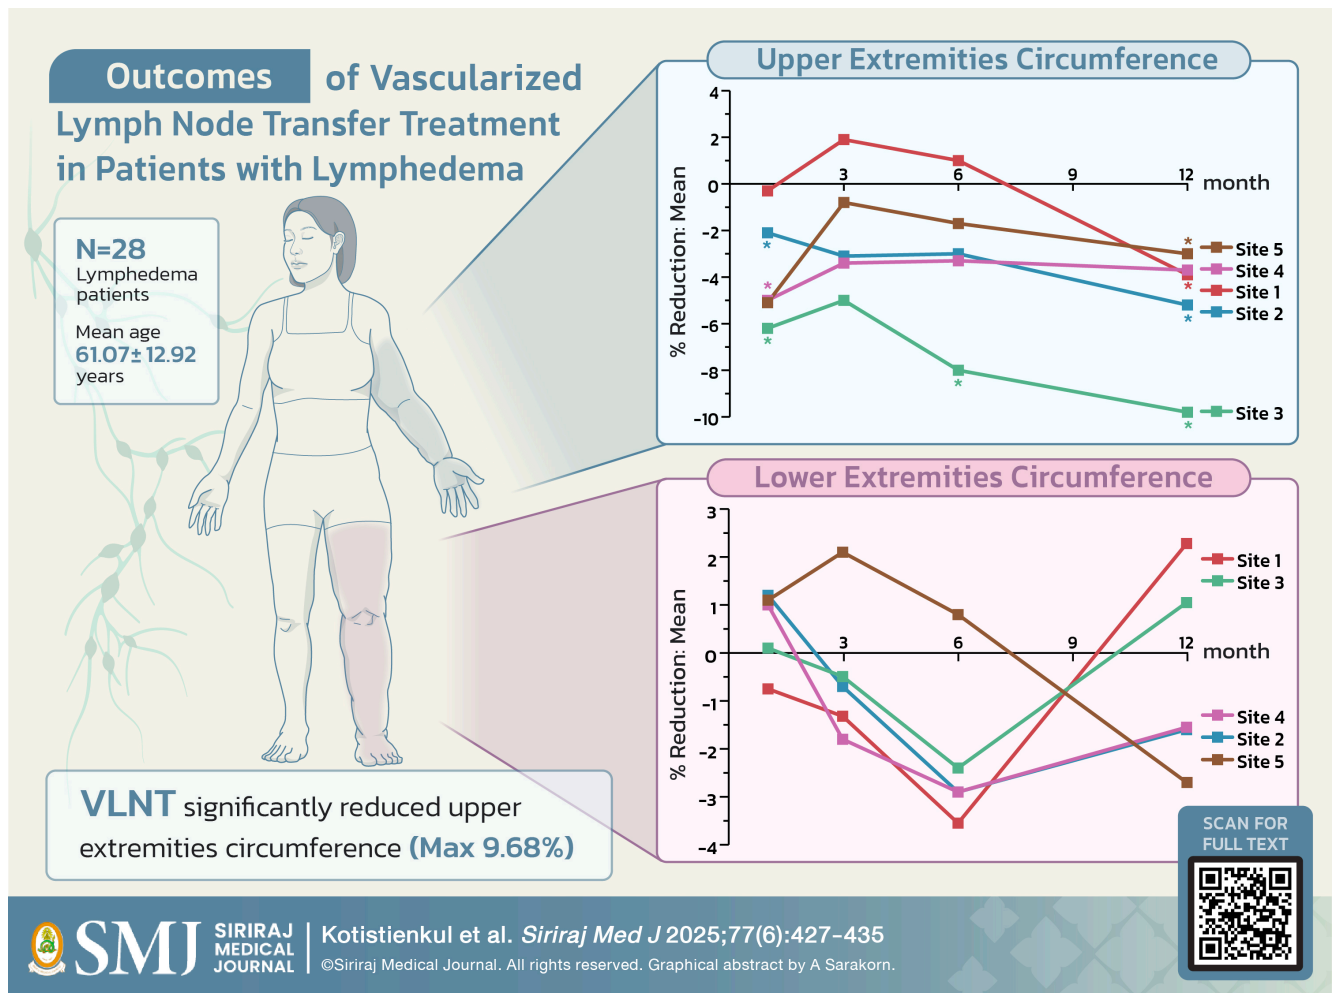 Outcomes of Vascularized
Lymph Node Transfer Treatment
in Patients with Lymphedema
N=28
Lymphedema
patients
Mean age
61.07± 12.92
years
Upper Extremities Circumference
% Reduction: Mean
4
2
0
-2
-4
-6
-8
-10
3
6
9
12
month
*
*
*
*
*
*
*
*
Site 5
Site 4
Site 1
Site 2
Site 3
Lower Extremities Circumference
% Reduction: Mean
3
2
1
0
-1
-2
-3
-4
3
6
9
12
month
Site 1
Site 3
Site 4
Site 2
Site 5
VLNT significantly reduced upper
extremities circumference (Max 9.68%)
SCAN FOR
FULL TEXT
SMJ
SIRIRAJ
MEDICAL
JOURNAL
Kotistienkul et al. Siriraj Med J 2025;77(6):427-435
©Siriraj Medical Journal. All rights reserved. Graphical abstract by A Sarakorn.